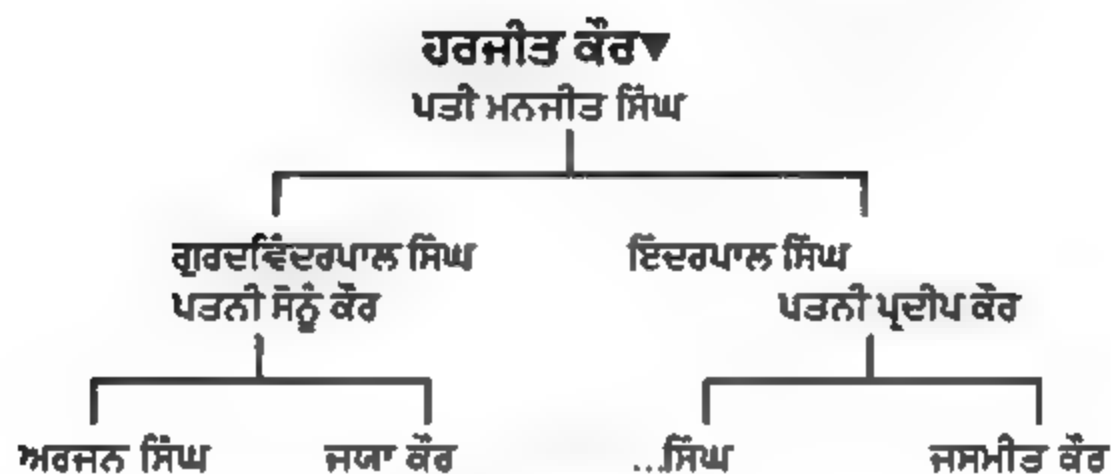 ਹਰਜੀਤ ਕੌਰ▼
ਪਤੀ ਮਨਜੀਤ ਸਿੰਘ
ਗੁਰਦਵਿੰਦਰਪਾਲ ਸਿੰਘ ਇੰਦਰਪਾਲ ਸਿੰਘ
ਪਤਨੀ ਸੋਨੂੰ ਕੌਰ ਪਤਨੀ ਪ੍ਰਦੀਪ ਕੌਰ
ਅਰਜਨ ਸਿੰਘ ਜਯਾ ਕੌਰ ...ਸਿੰਘ ਜਸਮੀਤ ਕੌਰ